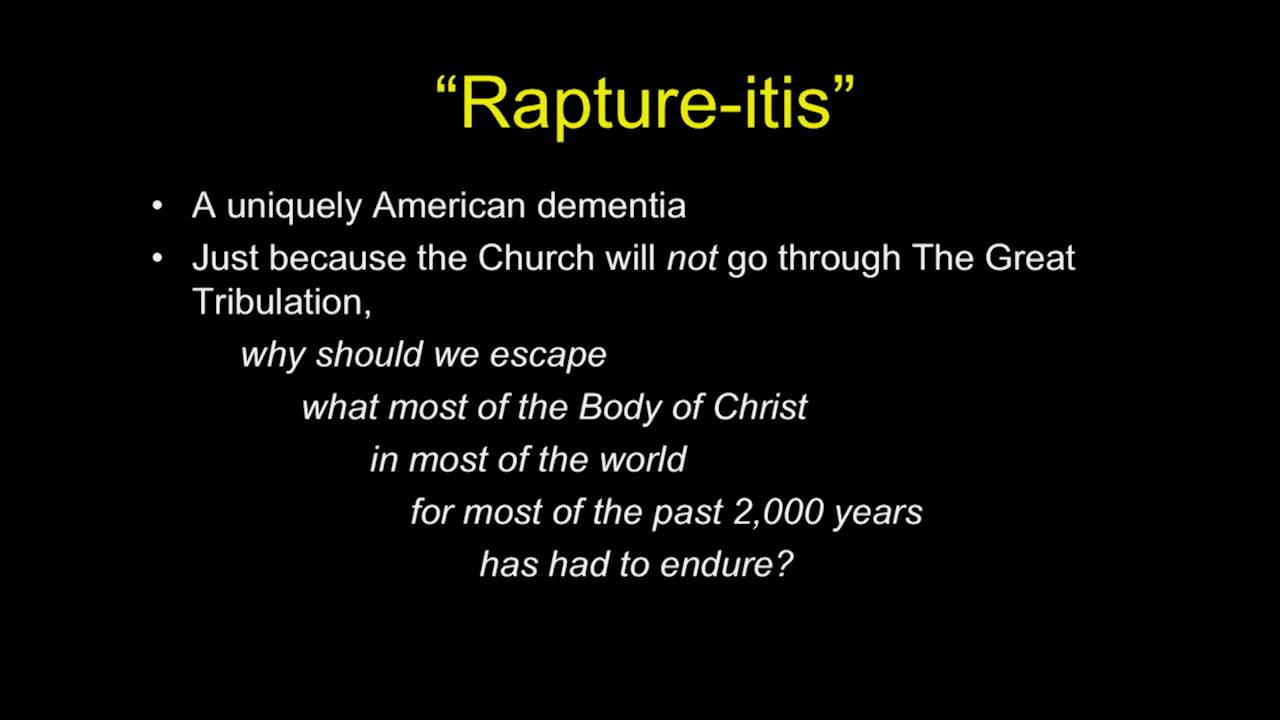 “Rapture-itis”
• A uniquely American dementia
• Just because the Church will not go through The Great
Tribulation,
why should we escape
what most of the Body of Christ
in most of the world
for most of the past 2,000 years
has had to endure?